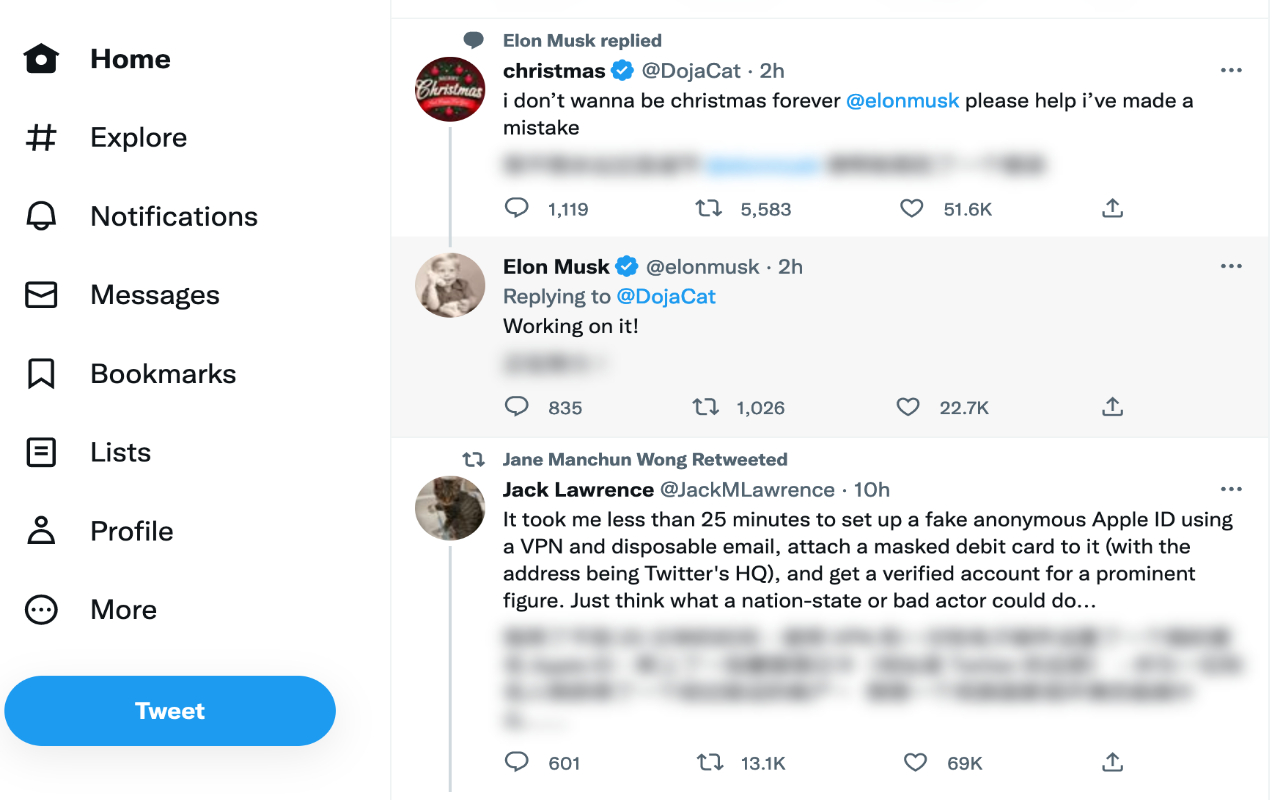 Home
Explore
Notifications
Messages
Bookmarks
Lists
Profile
More
Tweet
Elon Musk replied
christmas @DojaCat · 2h
i don’t wanna be christmas forever @elonmusk please help i’ve made a
mistake
1,119 5,583 51.6K
Elon Musk @elonmusk · 2h
Replying to @DojaCat
Working on it!
835 1,026 22.7K
Jane Manchun Wong Retweeted
Jack Lawrence @JackMLawrence · 10h
It took me less than 25 minutes to set up a fake anonymous Apple ID using
a VPN and disposable email, attach a masked debit card to it (with the
address being Twitter's HQ), and get a verified account for a prominent
figure. Just think what a nation-state or bad actor could do…
601 13.1K 69K
MERRY
Christmas